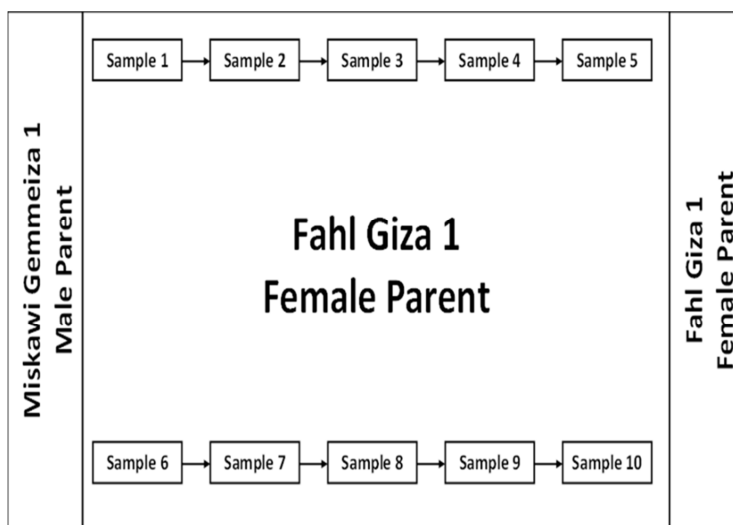 Miskawi Gemmeiza 1
Male Parent
Sample 1
Sample 2
Sample 3
Sample 4
Sample 5
Fahl Giza 1
Female Parent
Sample 6
Sample 7
Sample 8
Sample 9
Sample 10
Fahl Giza 1
Female Parent